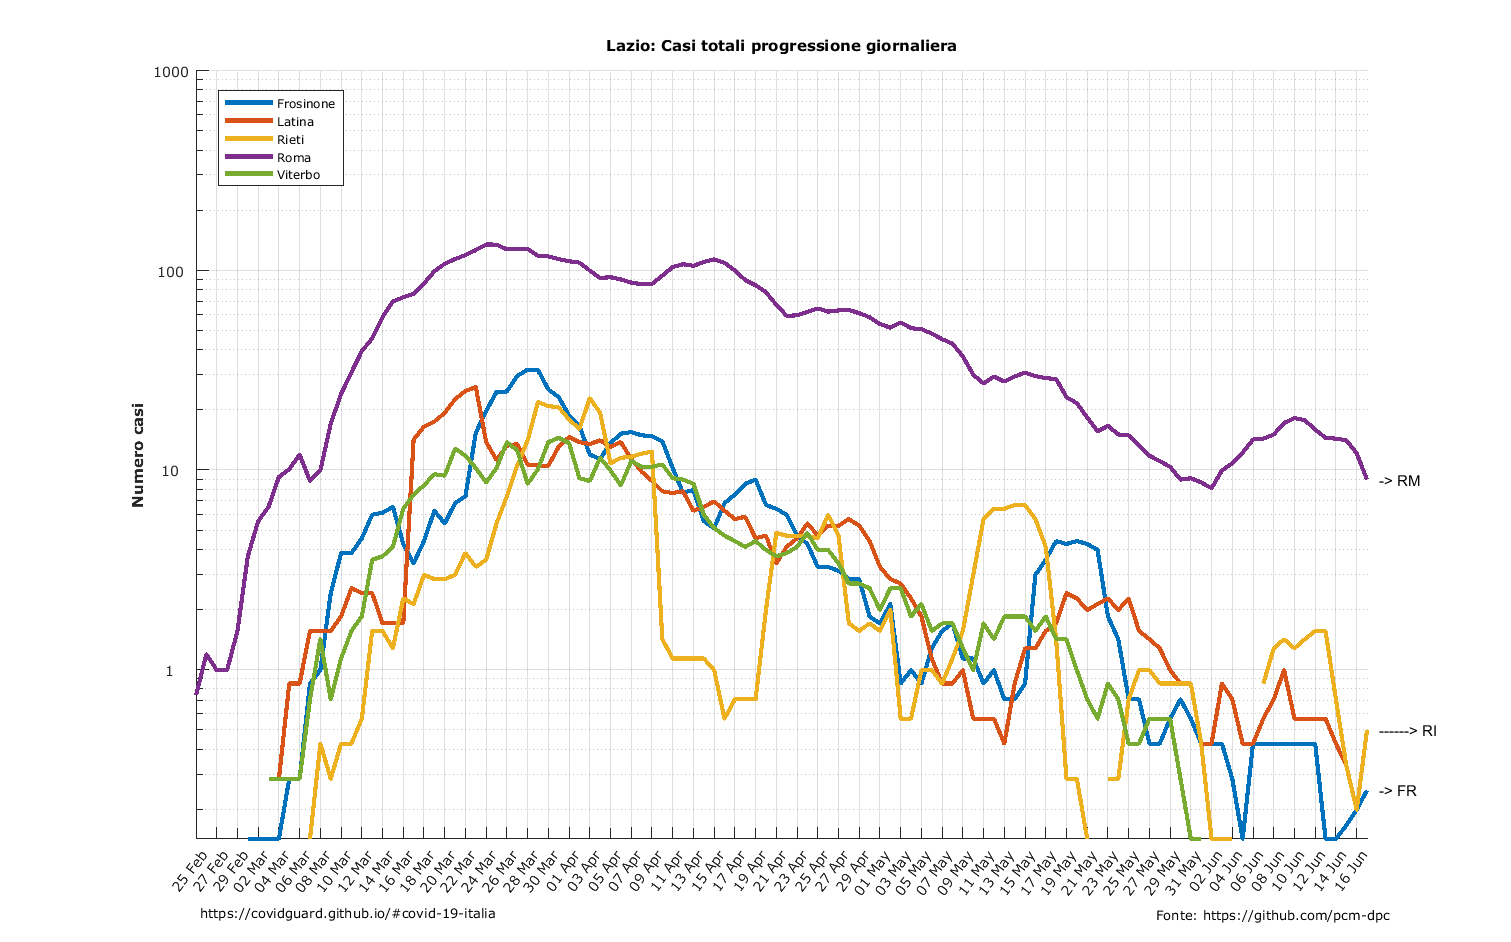 Lazio: Casi totali progressione giornaliera
1000
100
10
1
Numero casi
Frosinone
Latina
Rieti
Roma
Viterbo
-> RM
------> RI
-> FR
25 Feb
27 Feb
29 Feb
02 Mar
04 Mar
06 Mar
08 Mar
10 Mar
12 Mar
14 Mar
16 Mar
18 Mar
20 Mar
22 Mar
24 Mar
26 Mar
28 Mar
30 Mar
01 Apr
03 Apr
05 Apr
07 Apr
09 Apr
11 Apr
13 Apr
15 Apr
17 Apr
19 Apr
21 Apr
23 Apr
25 Apr
27 Apr
29 Apr
01 May
03 May
05 May
07 May
09 May
11 May
13 May
15 May
17 May
19 May
21 May
23 May
25 May
27 May
29 May
31 May
02 Jun
04 Jun
06 Jun
08 Jun
10 Jun
12 Jun
14 Jun
16 Jun
https://covidguard.github.io/#covid-19-italia
Fonte: https://github.com/pcm-dpc